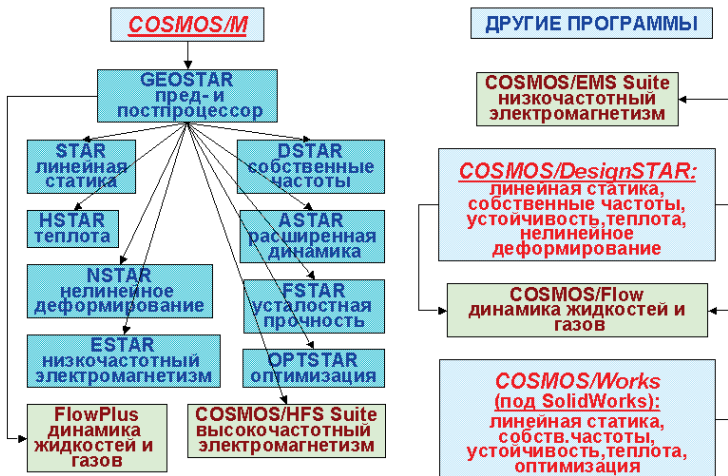 COSMOS/M
GEOSTAR
пред- и
постпроцессор
STAR
линейная
статика
DSTAR
собственные
частоты
HSTAR
теплота
ASTAR
расширенная
динамика
NSTAR
нелинейное
деформирование
FSTAR
усталостная
прочность
ESTAR
низкочастотный
электромагнетизм
OPTSTAR
оптимизация
FlowPlus
динамика
жидкостей и
газов
COSMOS/HFS Suite
высокочастотный
электромагнетизм
ДРУГИЕ ПРОГРАММЫ
COSMOS/EMS Suite
низкочастотный
электромагнетизм
COSMOS/DesignSTAR:
линейная статика,
собственные частоты,
устойчивость,теплота,
нелинейное
деформирование
COSMOS/Flow
динамика жидкостей и
газов
COSMOS/Works
(под SolidWorks):
линейная статика,
собств.частоты,
устойчивость,теплота,
оптимизация